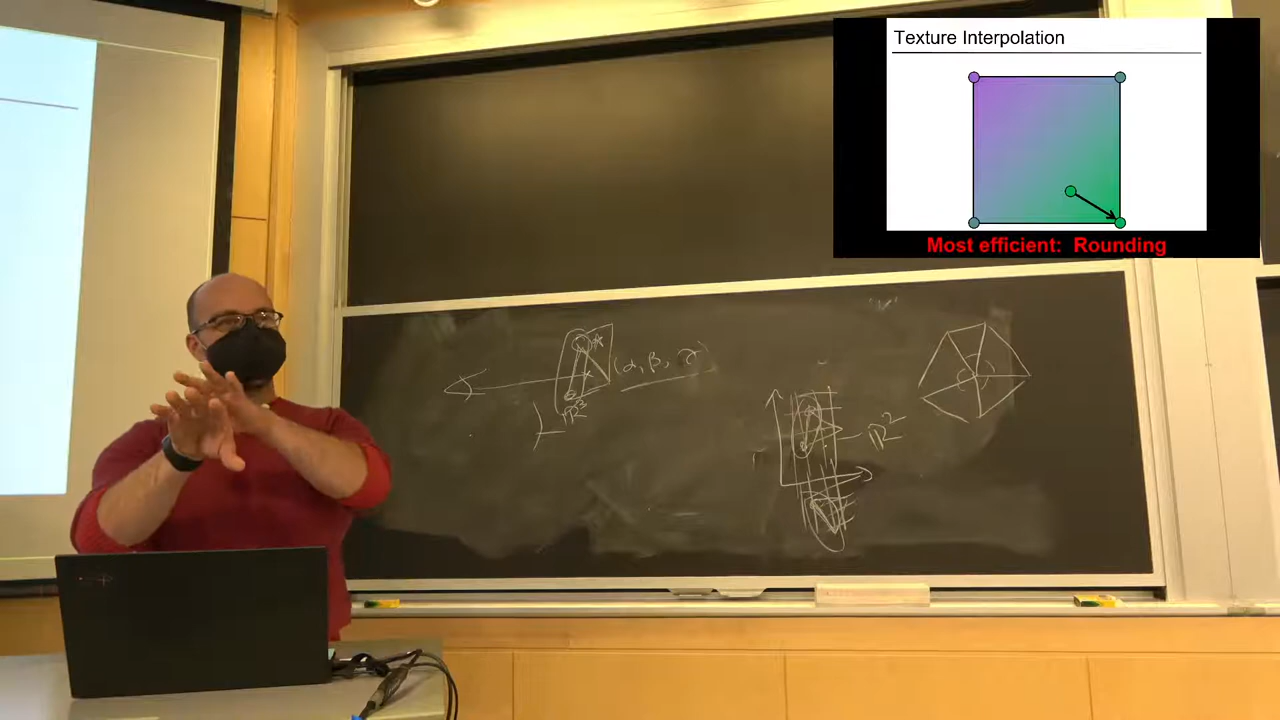 Texture Interpolation
Most efficient: Rounding
(α, β, γ)
ℝ³
ℝ²